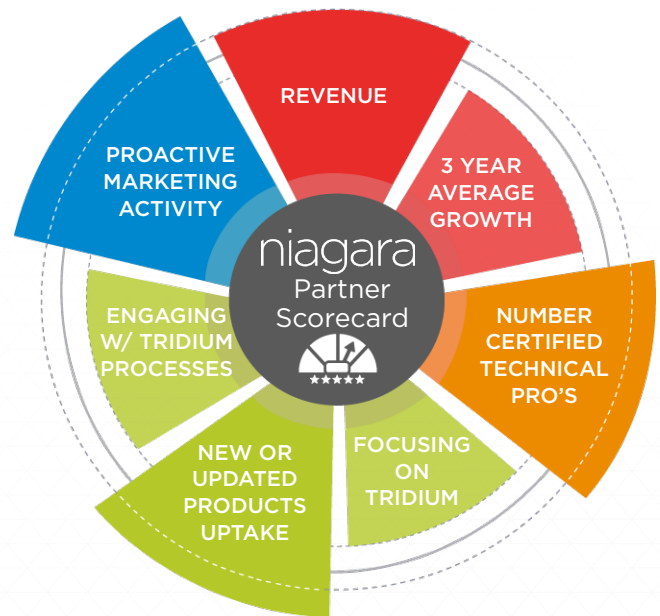 niagara
Partner
Scorecard
REVENUE
3 YEAR
AVERAGE
GROWTH
NUMBER
CERTIFIED
TECHNICAL
PRO'S
FOCUSING
ON
TRIDIUM
NEW OR
UPDATED
PRODUCTS
UPTAKE
ENGAGING
W/ TRIDIUM
PROCESSES
PROACTIVE
MARKETING
ACTIVITY